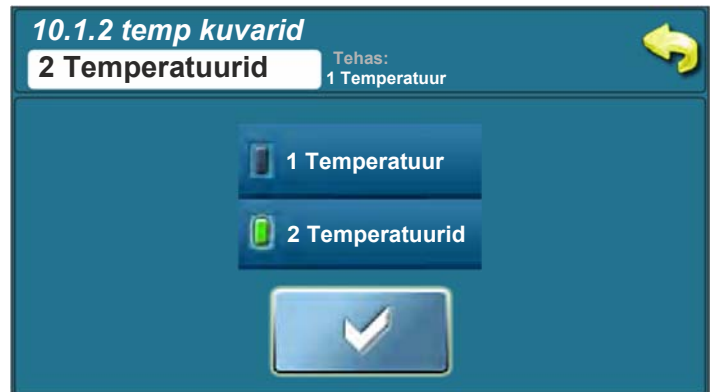 10.1.2 temp kuvarid
2 Temperatuurid
Tehas:
1 Temperatuur
1 Temperatuur
2 Temperatuurid